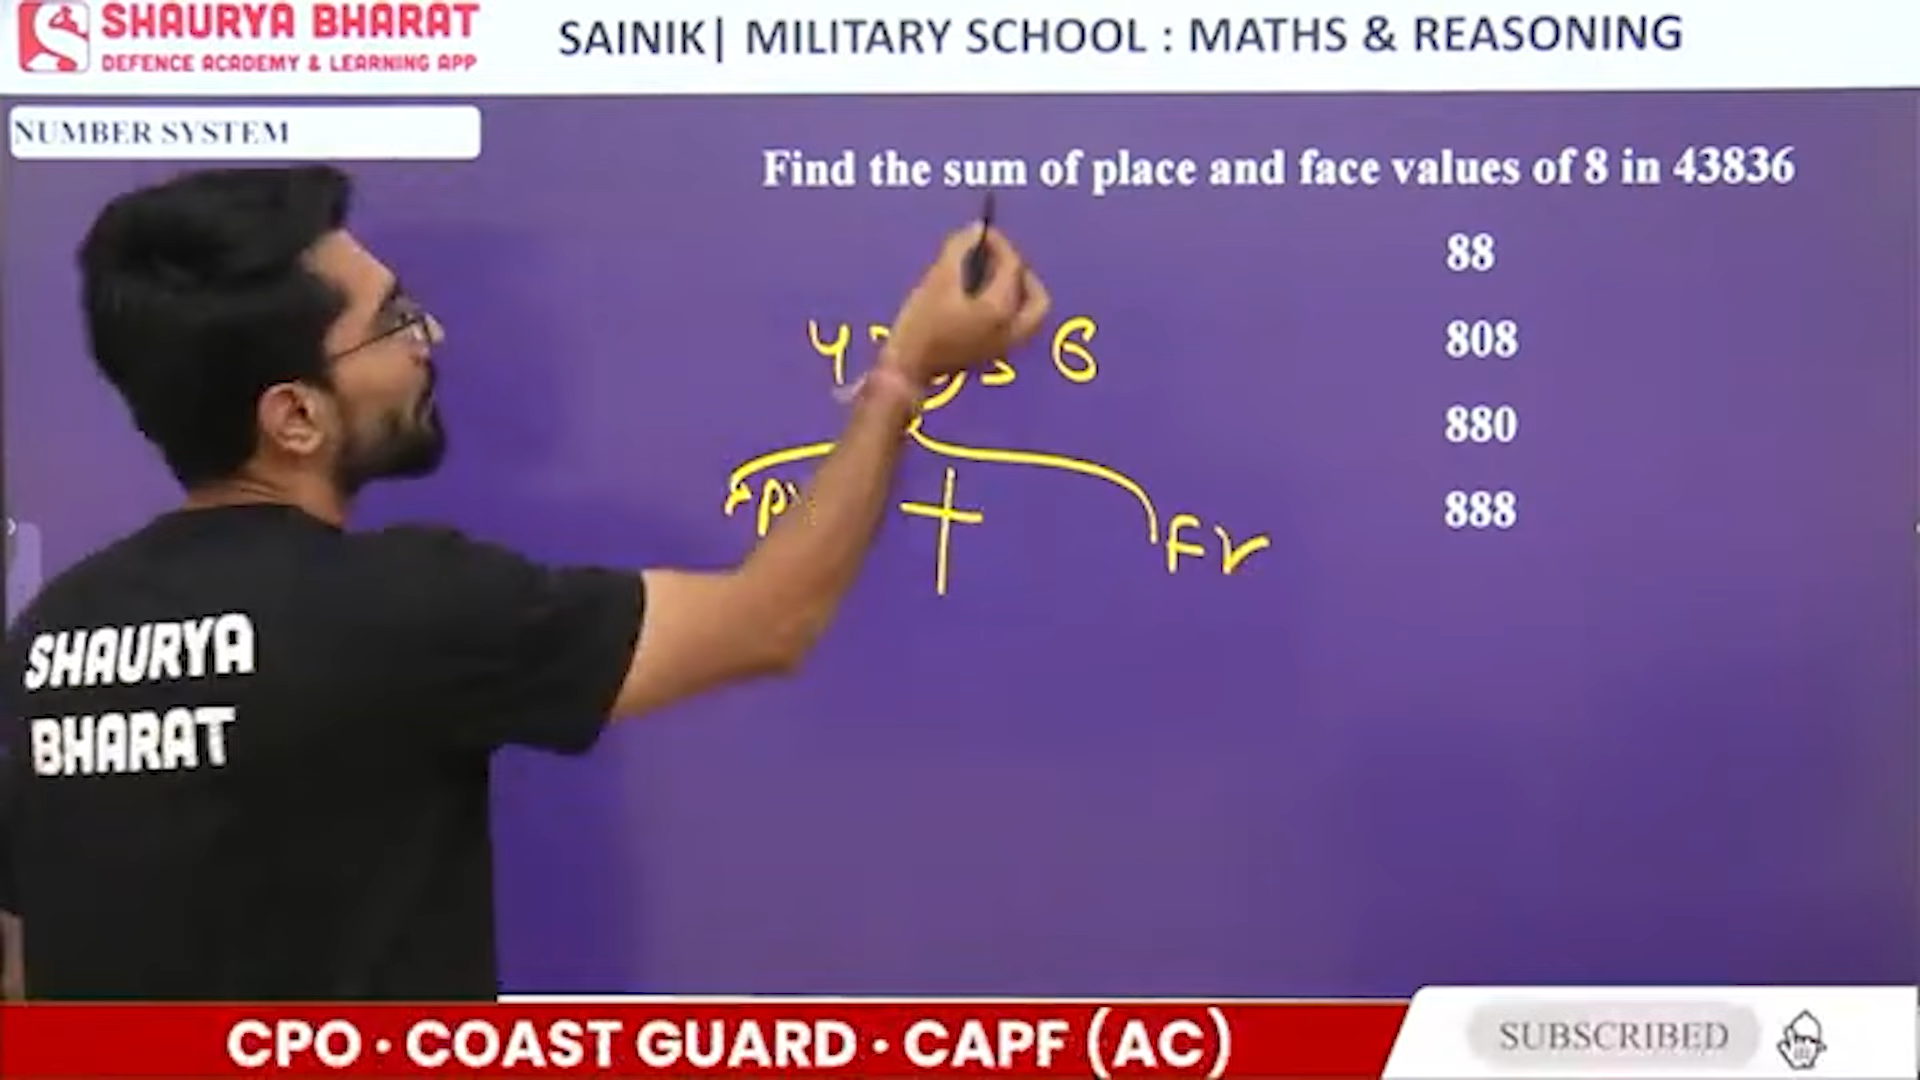 SHAURYA BHARAT
DEFENCE ACADEMY & LEARNING APP
SAINIK| MILITARY SCHOOL : MATHS & REASONING
NUMBER SYSTEM
Find the sum of place and face values of 8 in 43836
88
808
880
888
4 6
+
FV
SHAURYA
BHARAT
CPO · COAST GUARD · CAPF (AC)
SUBSCRIBED